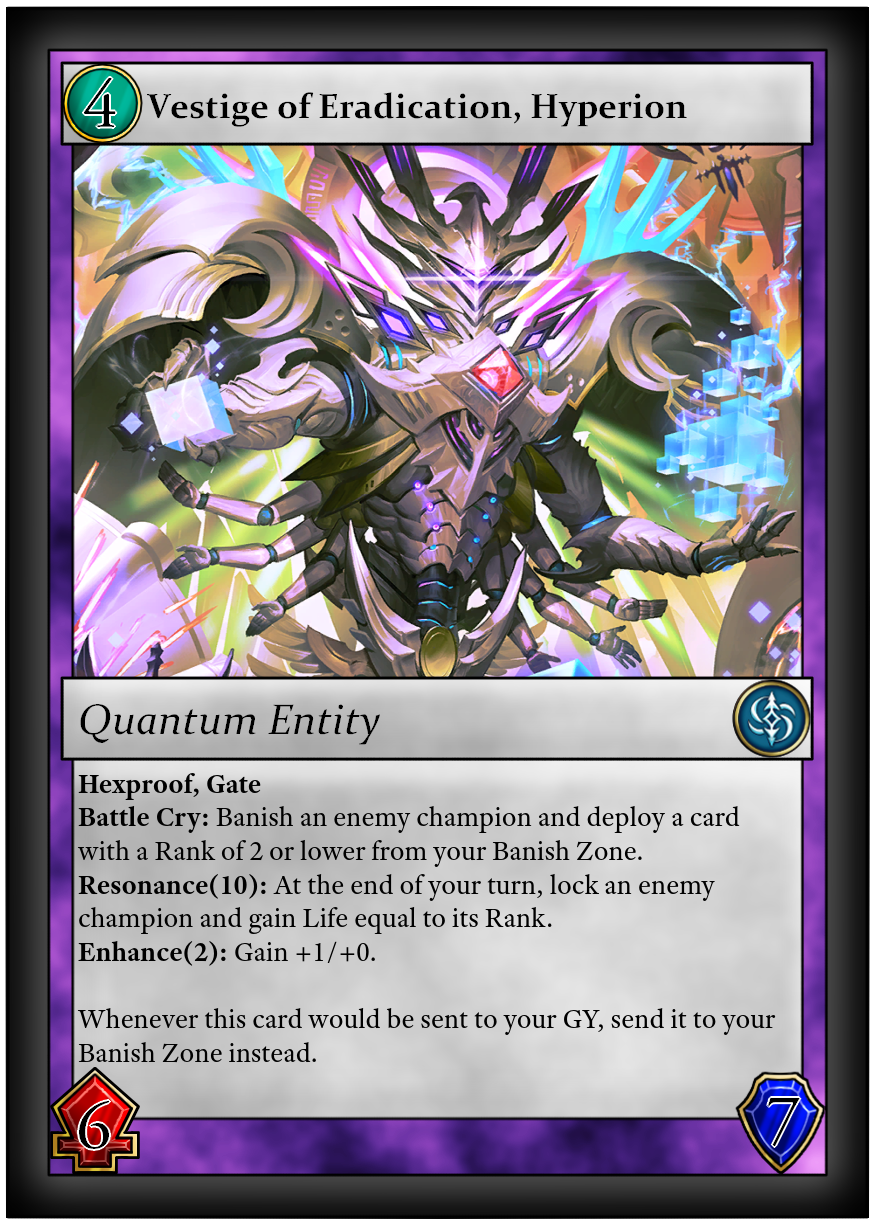 4
Vestige of Eradication, Hyperion
Quantum Entity
Hexproof, Gate
Battle Cry: Banish an enemy champion and deploy a card
with a Rank of 2 or lower from your Banish Zone.
Resonance(10): At the end of your turn, lock an enemy
champion and gain Life equal to its Rank.
Enhance(2): Gain +1/+0.
Whenever this card would be sent to your GY, send it to your
Banish Zone instead.
6
7